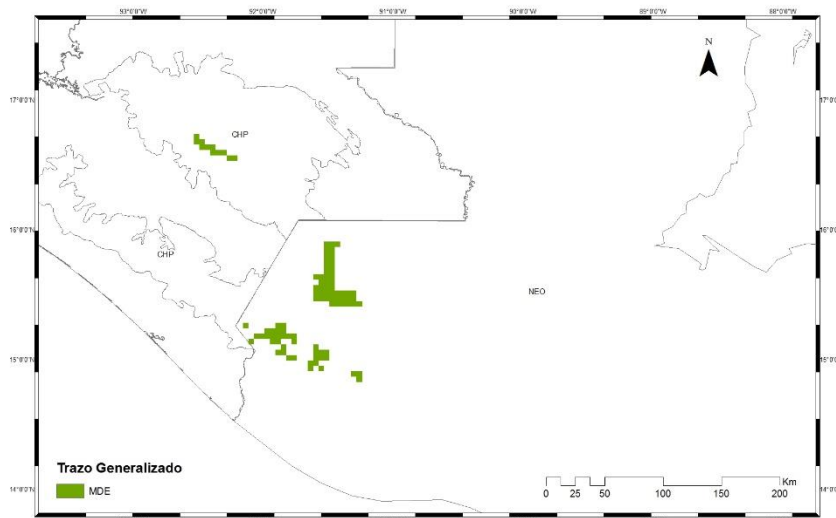 93°0'0"W 92°0'0"W 91°0'0"W 90°0'0"W 89°0'0"W 88°0'0"W
N
17°0'0"N 17°0'0"N
CHP
16°0'0"N 16°0'0"N
CHP
NEO
15°0'0"N 15°0'0"N
Trazo Generalizado
MDE
Km
0 25 50 100 150 200
14°0'0"N 14°0'0"N